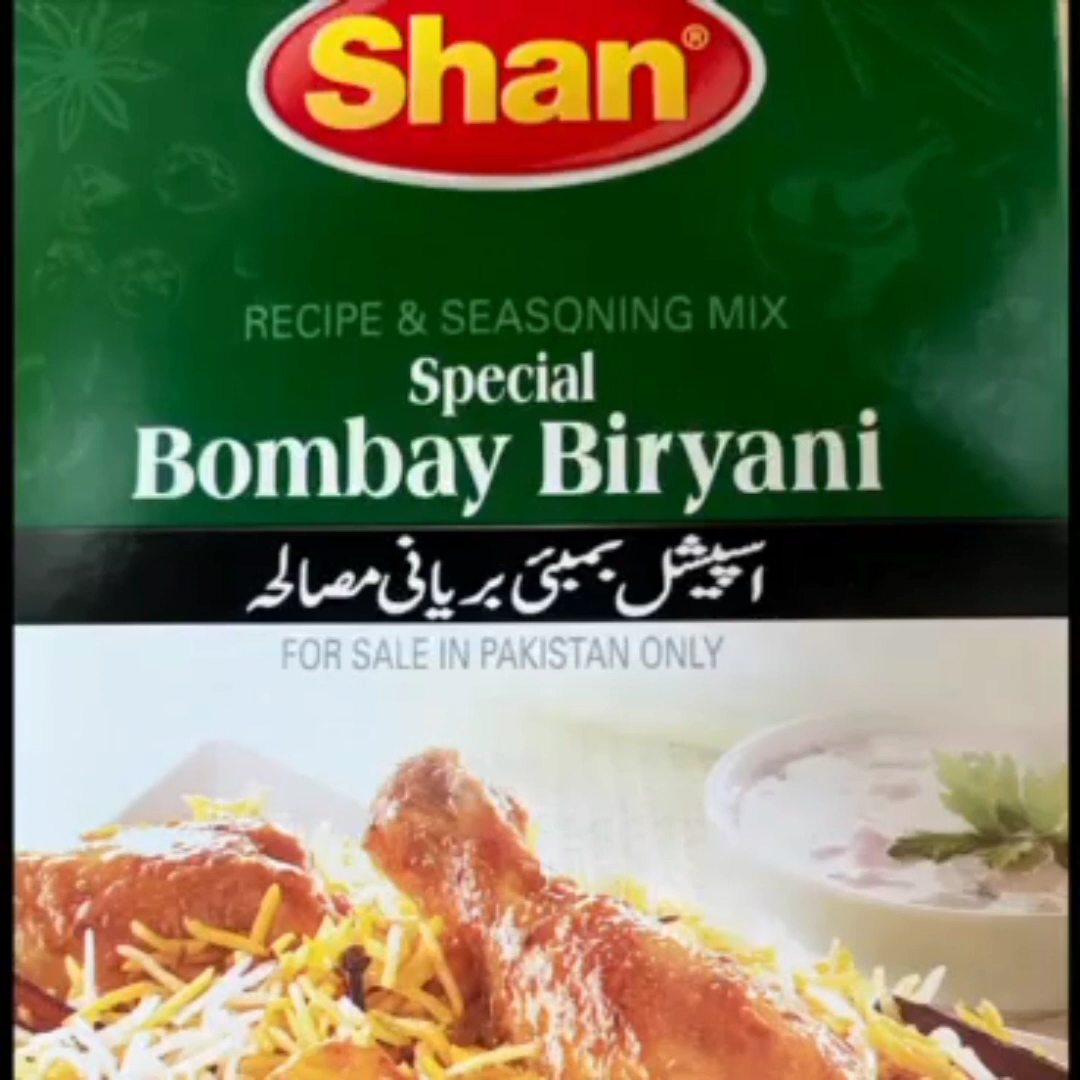 Shan®
RECIPE & SEASONING MIX
Special
Bombay Biryani
اسپیشل بمبئی بریانی مصالحہ
FOR SALE IN PAKISTAN ONLY